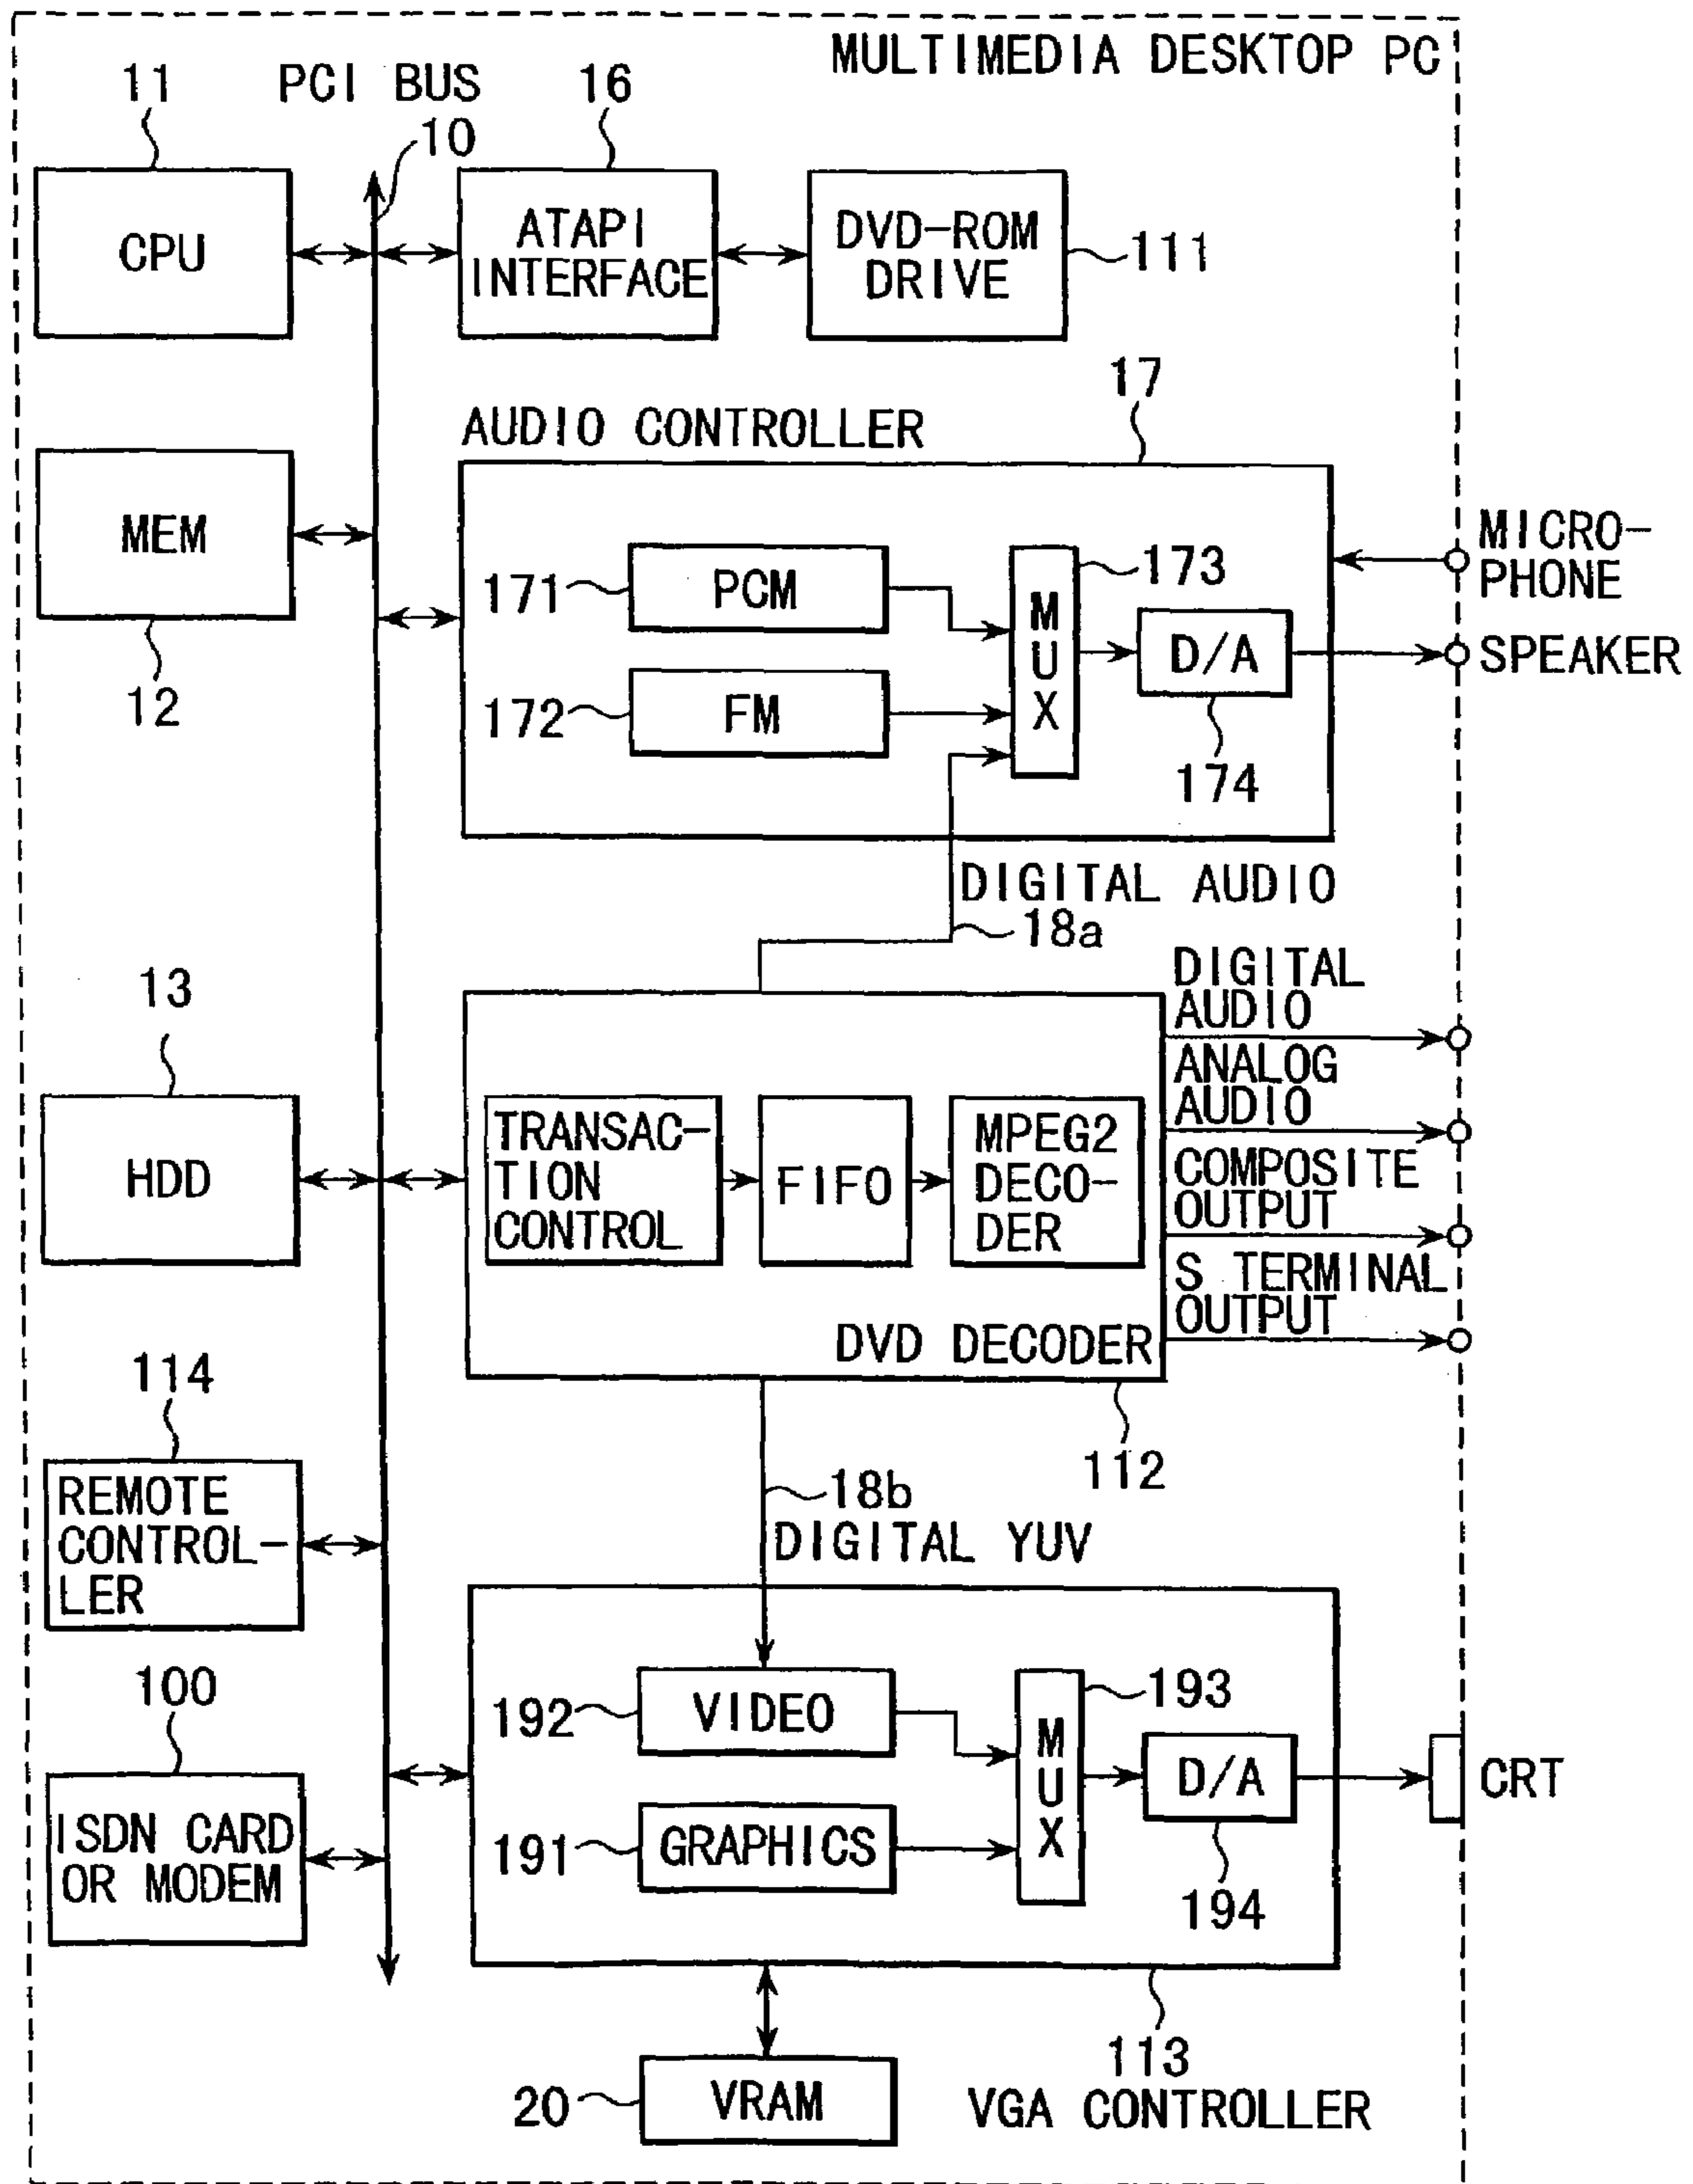 MULTIMEDIA DESKTOP PC
11
PCI BUS
16
10
CPU
ATAPI
INTERFACE
DVD-ROM
DRIVE
111
17
AUDIO CONTROLLER
MEM
12
171
PCM
172
FM
MUX
173
D/A
174
MICRO-
PHONE
SPEAKER
DIGITAL AUDIO
18a
13
HDD
TRANSAC-
TION
CONTROL
FIFO
MPEG2
DECO-
DER
DVD DECODER
DIGITAL
AUDIO
ANALOG
AUDIO
COMPOSITE
OUTPUT
S TERMINAL
OUTPUT
112
114
REMOTE
CONTROL-
LER
18b
DIGITAL YUV
100
ISDN CARD
OR MODEM
192
VIDEO
191
GRAPHICS
MUX
193
D/A
194
CRT
113
VGA CONTROLLER
20
VRAM